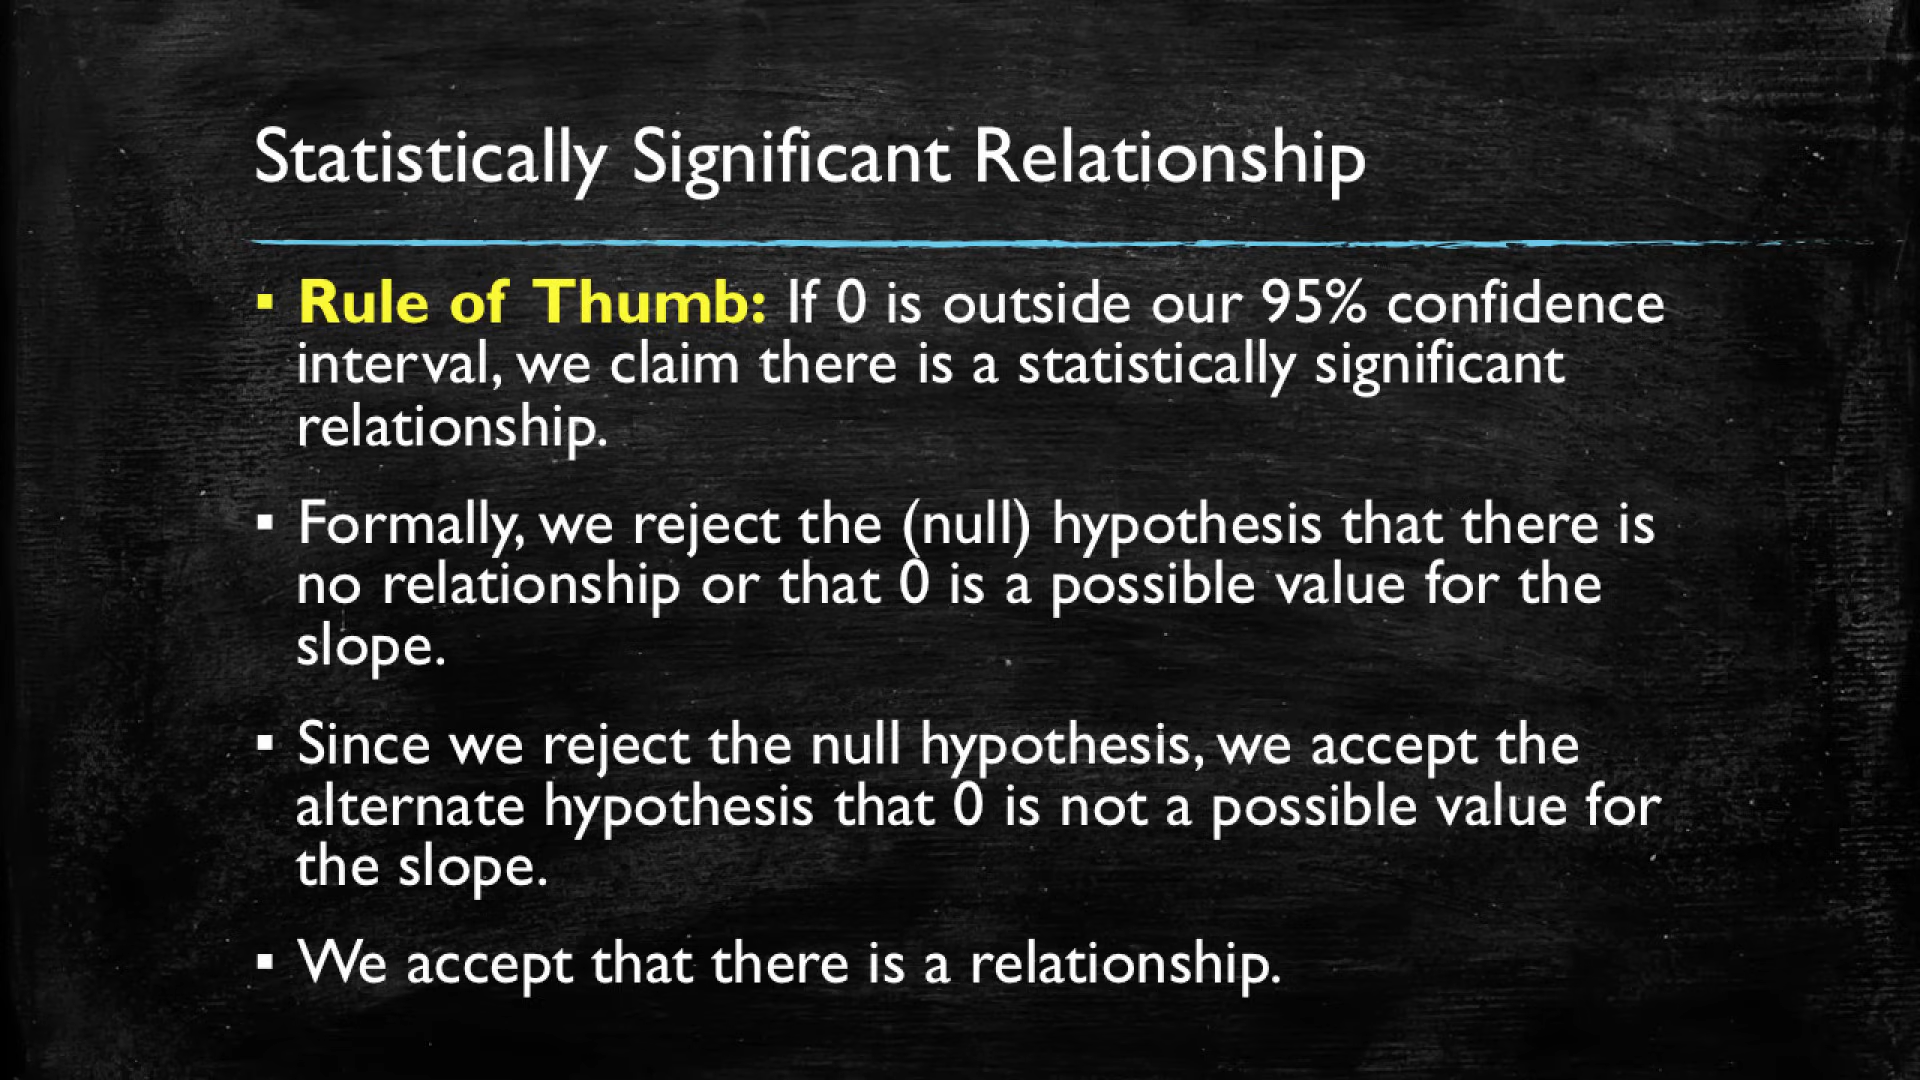 Statistically Significant Relationship
▪ Rule of Thumb: If 0 is outside our 95% confidence
interval, we claim there is a statistically significant
relationship.
▪ Formally, we reject the (null) hypothesis that there is
no relationship or that 0 is a possible value for the
slope.
▪ Since we reject the null hypothesis, we accept the
alternate hypothesis that 0 is not a possible value for
the slope.
▪ We accept that there is a relationship.